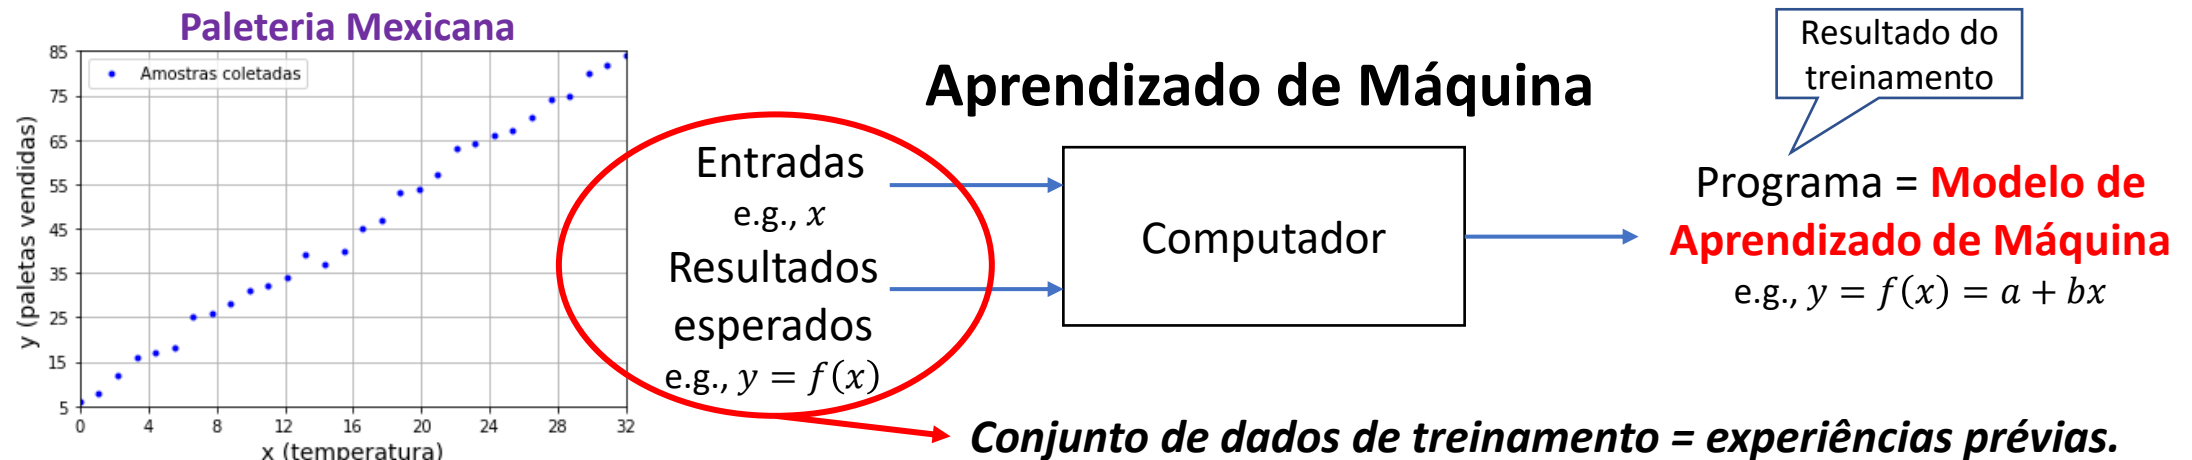 Paleteria Mexicana
85
75
65
55
45
35
25
15
5
Amostras coletadas
y (paletas vendidas)
0 4 8 12 16 20 24 28 32
x (temperatura)
Aprendizado de Máquina
Entradas
e.g., x
Resultados
esperados
e.g., y = f(x)
Computador
Resultado do
treinamento
Programa = Modelo de
Aprendizado de Máquina
e.g., y = f(x) = a + bx
Conjunto de dados de treinamento = experiências prévias.